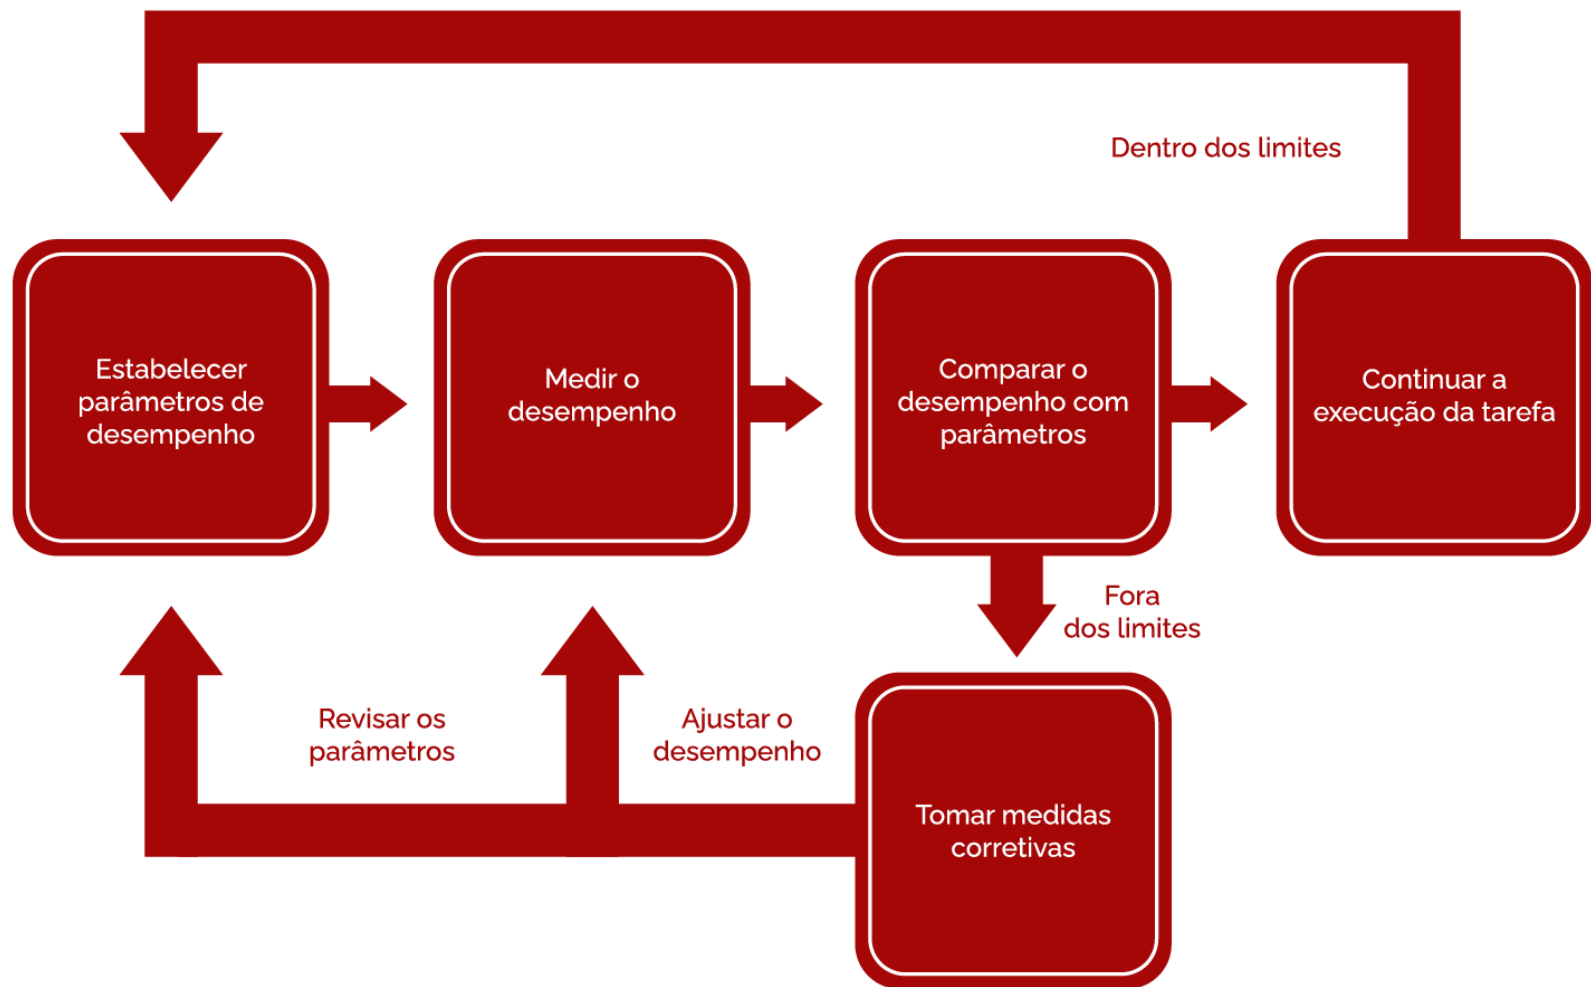 Dentro dos limites
Estabelecer
parâmetros de
desempenho
Medir o
desempenho
Comparar o
desempenho com
parâmetros
Continuar a
execução da tarefa
Fora
dos limites
Revisar os
parâmetros
Ajustar o
desempenho
Tomar medidas
corretivas